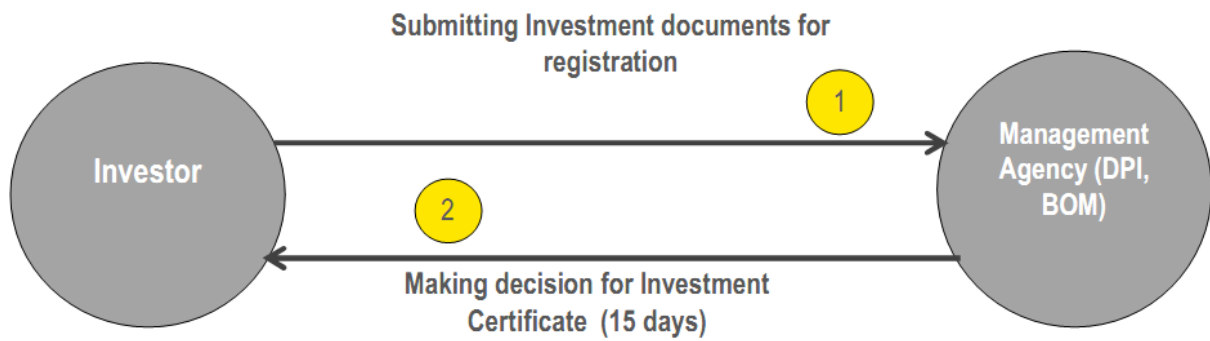 Submitting Investment documents for
registration
1
Investor
Management
Agency (DPI,
BOM)
2
Making decision for Investment
Certificate (15 days)